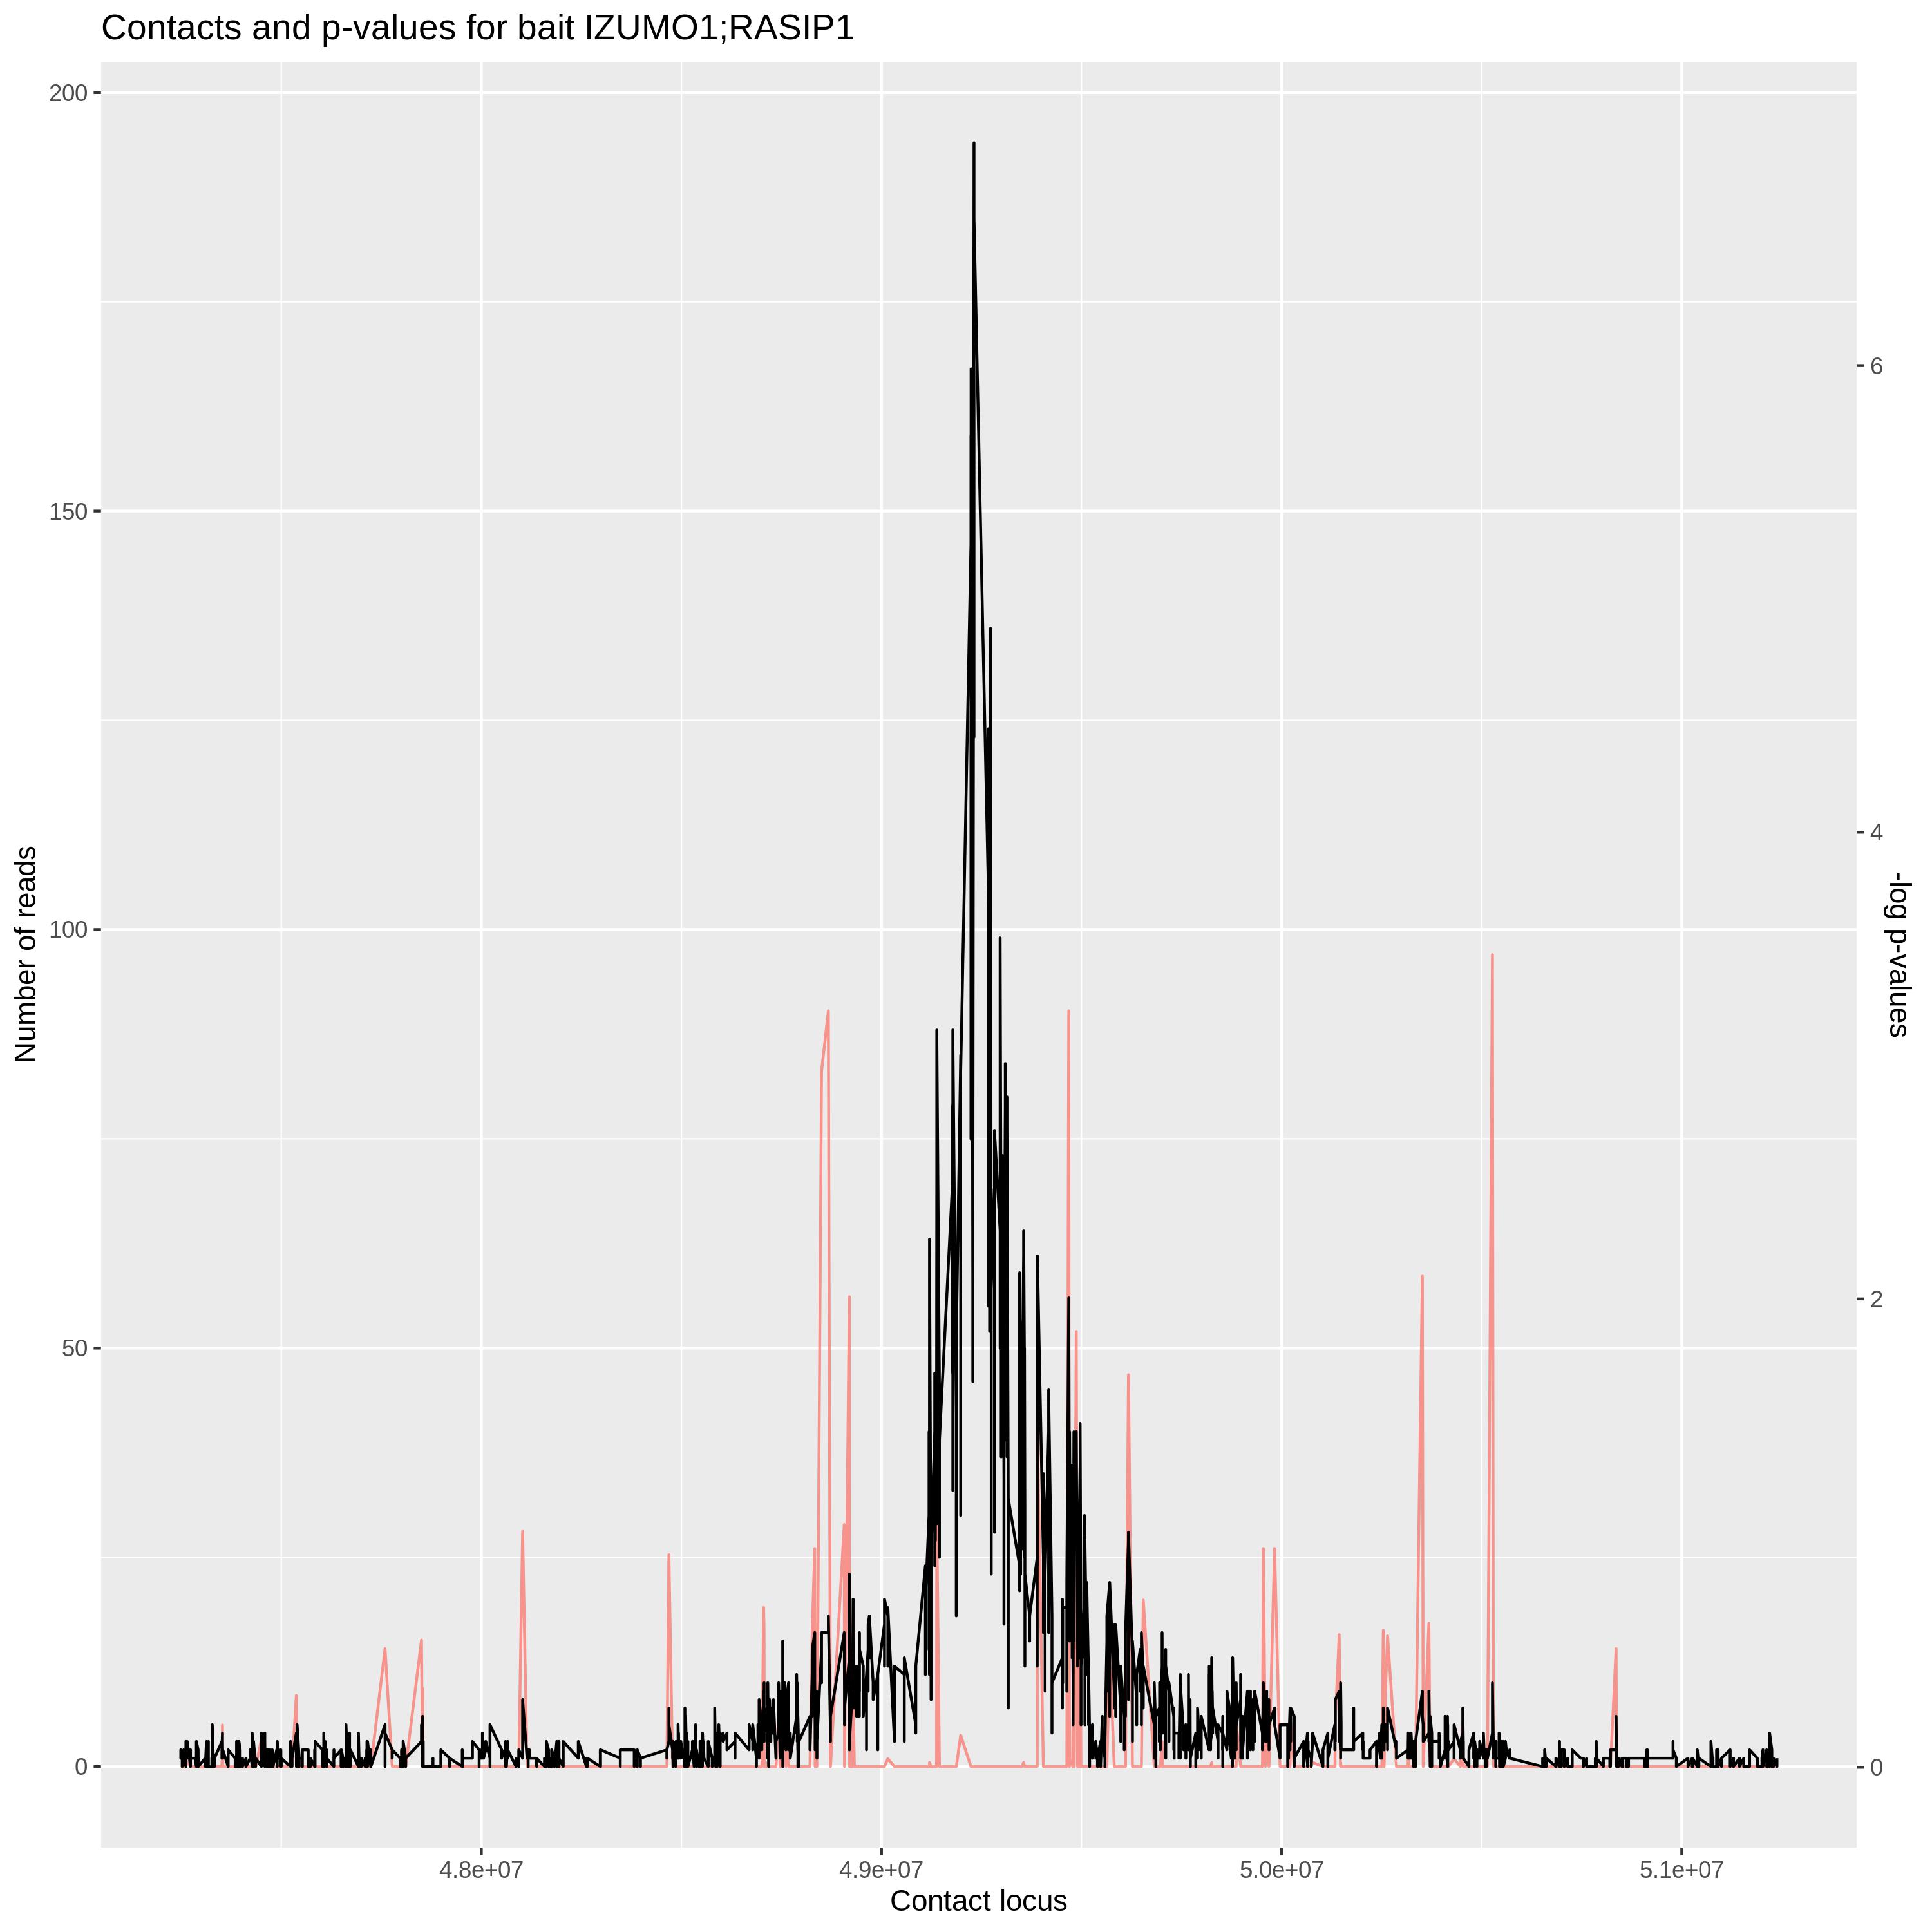 Contacts and p-values for bait IZUMO1;RASIP1
200
150
100
50
0
Number of reads
6
4
2
0
-log p-values
4.8e+07
4.9e+07
5.0e+07
5.1e+07
Contact locus